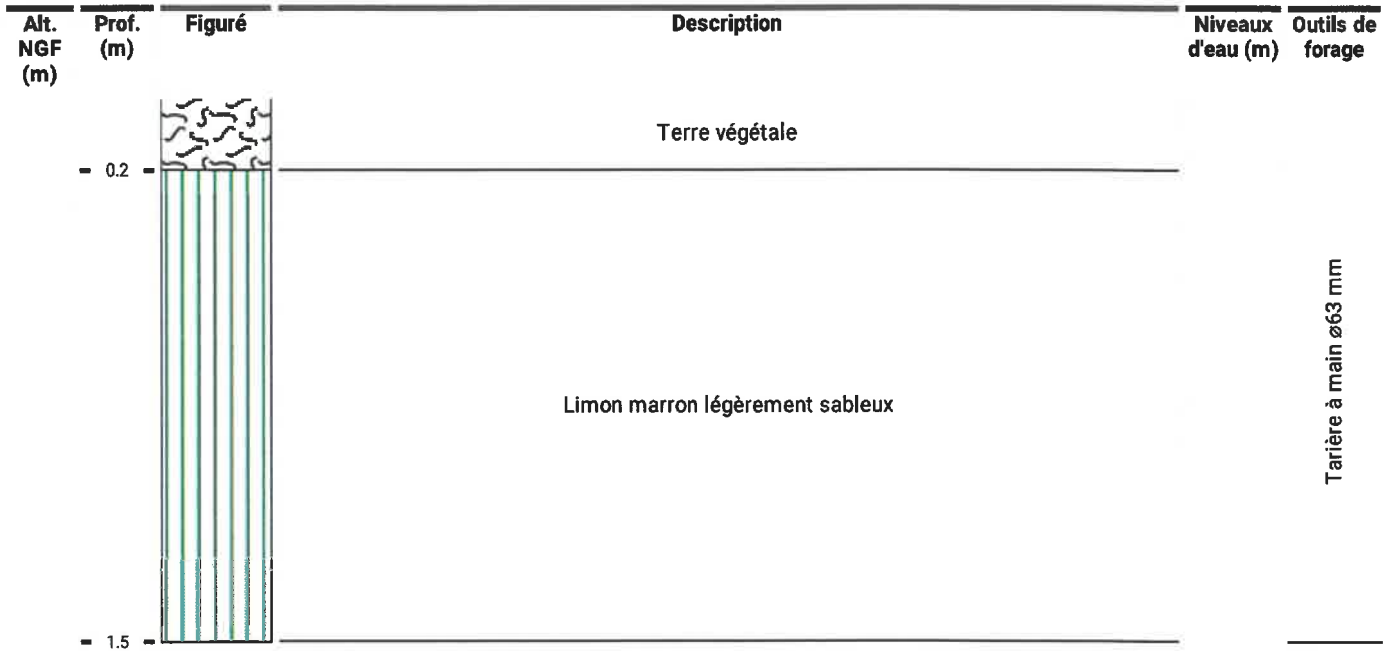 Alt.
NGF
(m)
Prof.
(m)
Figuré
Description
Niveaux
d'eau (m)
Outils de
forage
Terre végétale
0.2
Limon marron légèrement sableux
Tarière à main ø63 mm
1.5